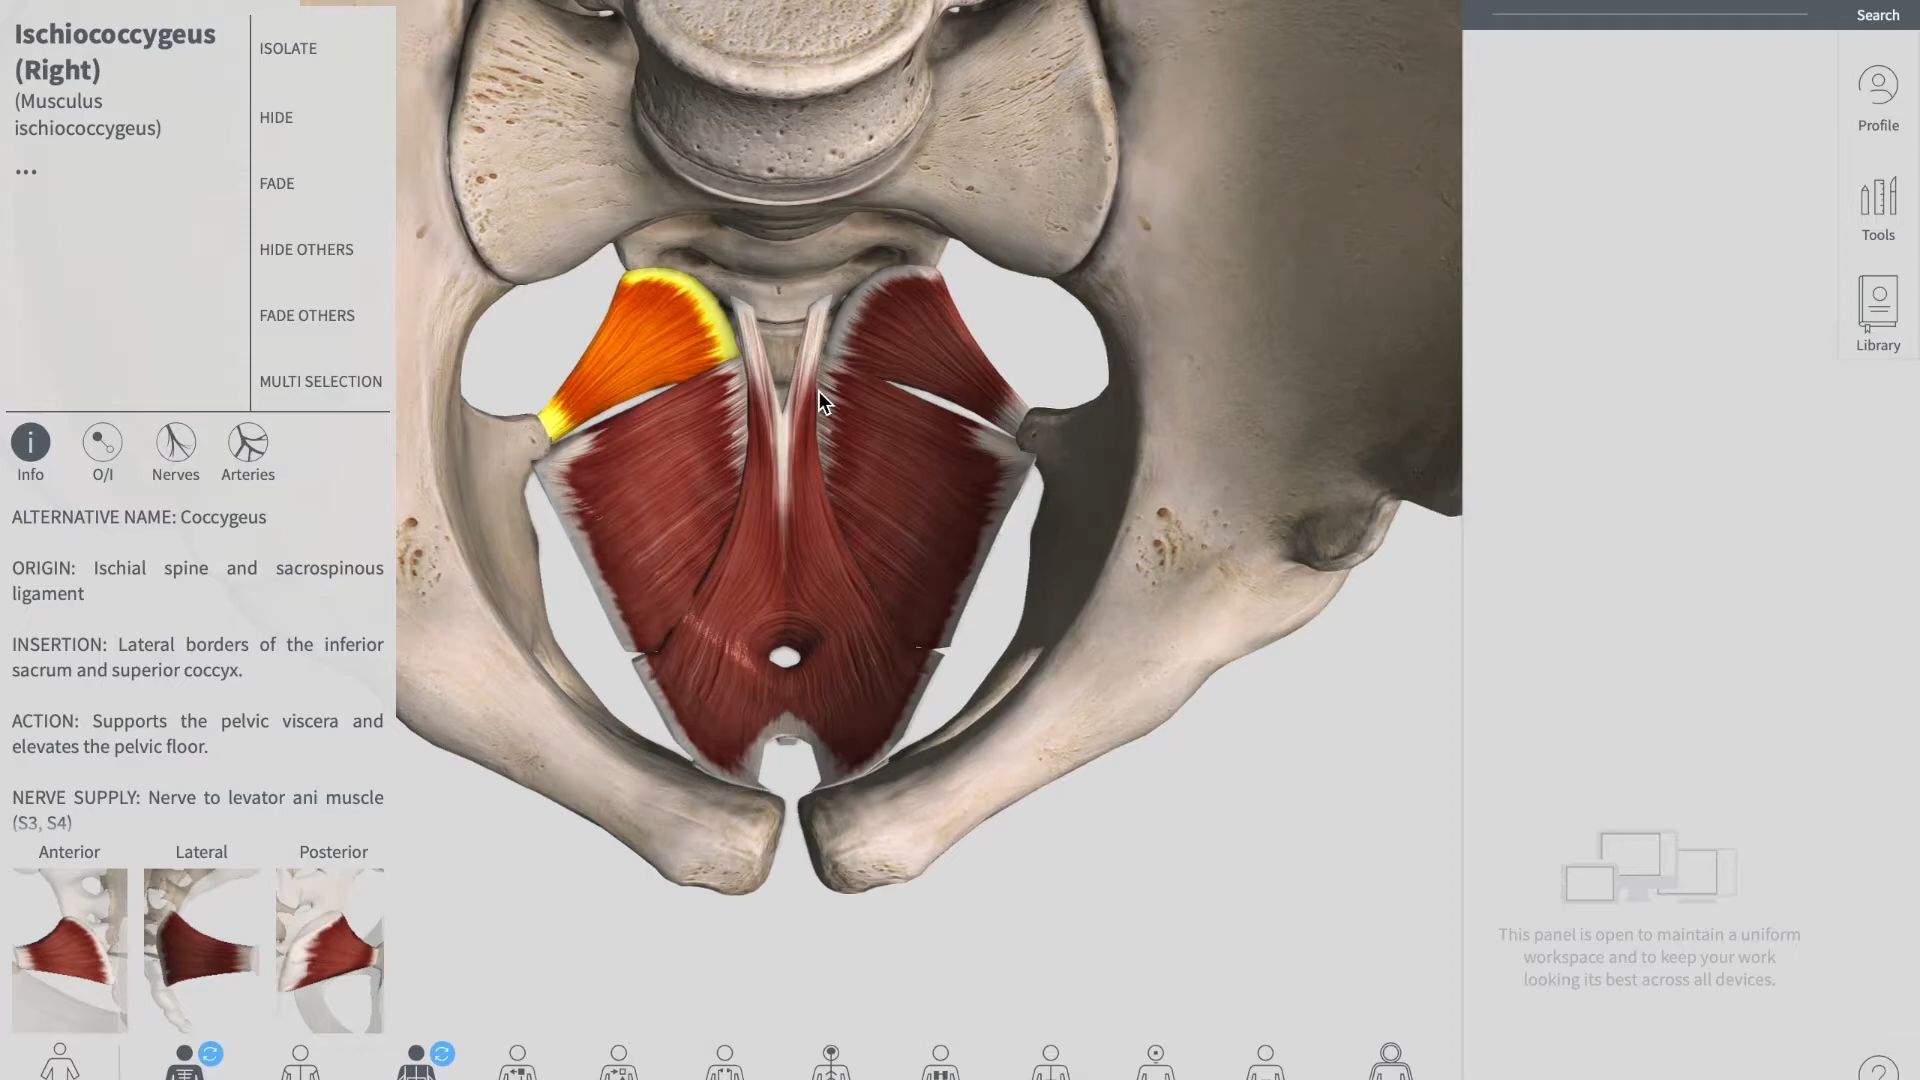 Ischiococcygeus
(Right)
(Musculus
ischiococcygeus)
...
ISOLATE
HIDE
FADE
HIDE OTHERS
FADE OTHERS
MULTI SELECTION
Info
O/I
Nerves
Arteries
ALTERNATIVE NAME: Coccygeus
ORIGIN: Ischial spine and sacrospinous
ligament
INSERTION: Lateral borders of the inferior
sacrum and superior coccyx.
ACTION: Supports the pelvic viscera and
elevates the pelvic floor.
NERVE SUPPLY: Nerve to levator ani muscle
(S3, S4)
Anterior
Lateral
Posterior
Search
Profile
Tools
Library
This panel is open to maintain a uniform
workspace and to keep your work
looking its best across all devices.
?